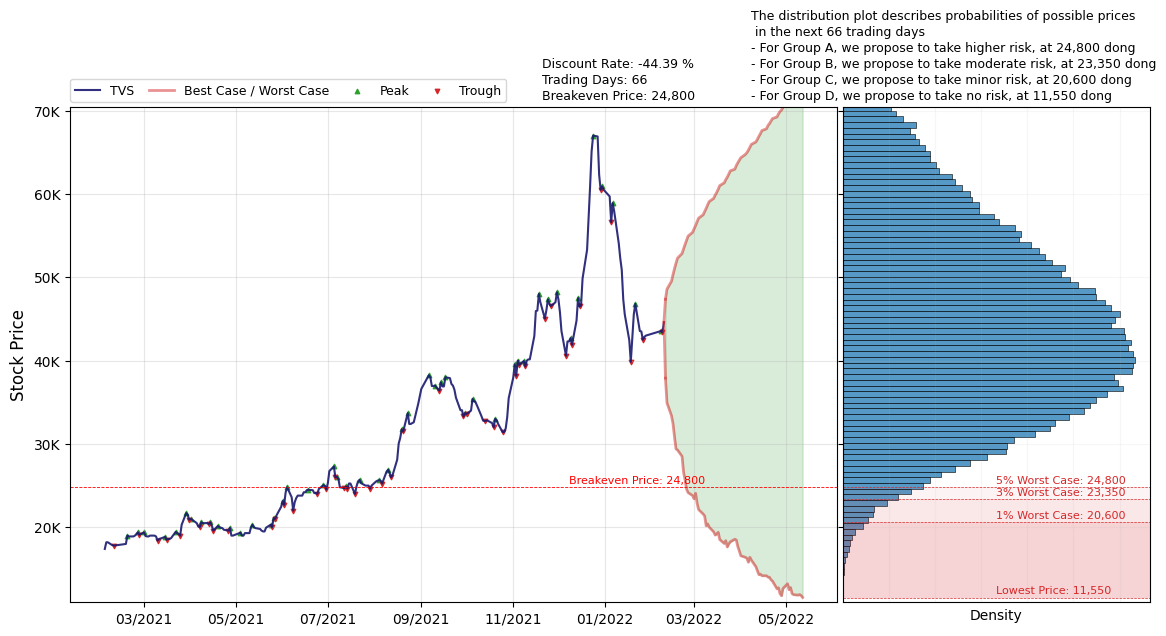 The distribution plot describes probabilities of possible prices
in the next 66 trading days
- For Group A, we propose to take higher risk, at 24,800 dong
- For Group B, we propose to take moderate risk, at 23,350 dong
- For Group C, we propose to take minor risk, at 20,600 dong
- For Group D, we propose to take no risk, at 11,550 dong
Discount Rate: -44.39 %
Trading Days: 66
Breakeven Price: 24,800
TVS Best Case / Worst Case Peak Trough
Stock Price
70K
60K
50K
40K
30K
20K
Breakeven Price: 24,800
5% Worst Case: 24,800
3% Worst Case: 23,350
1% Worst Case: 20,600
Lowest Price: 11,550
03/2021 05/2021 07/2021 09/2021 11/2021 01/2022 03/2022 05/2022
Density